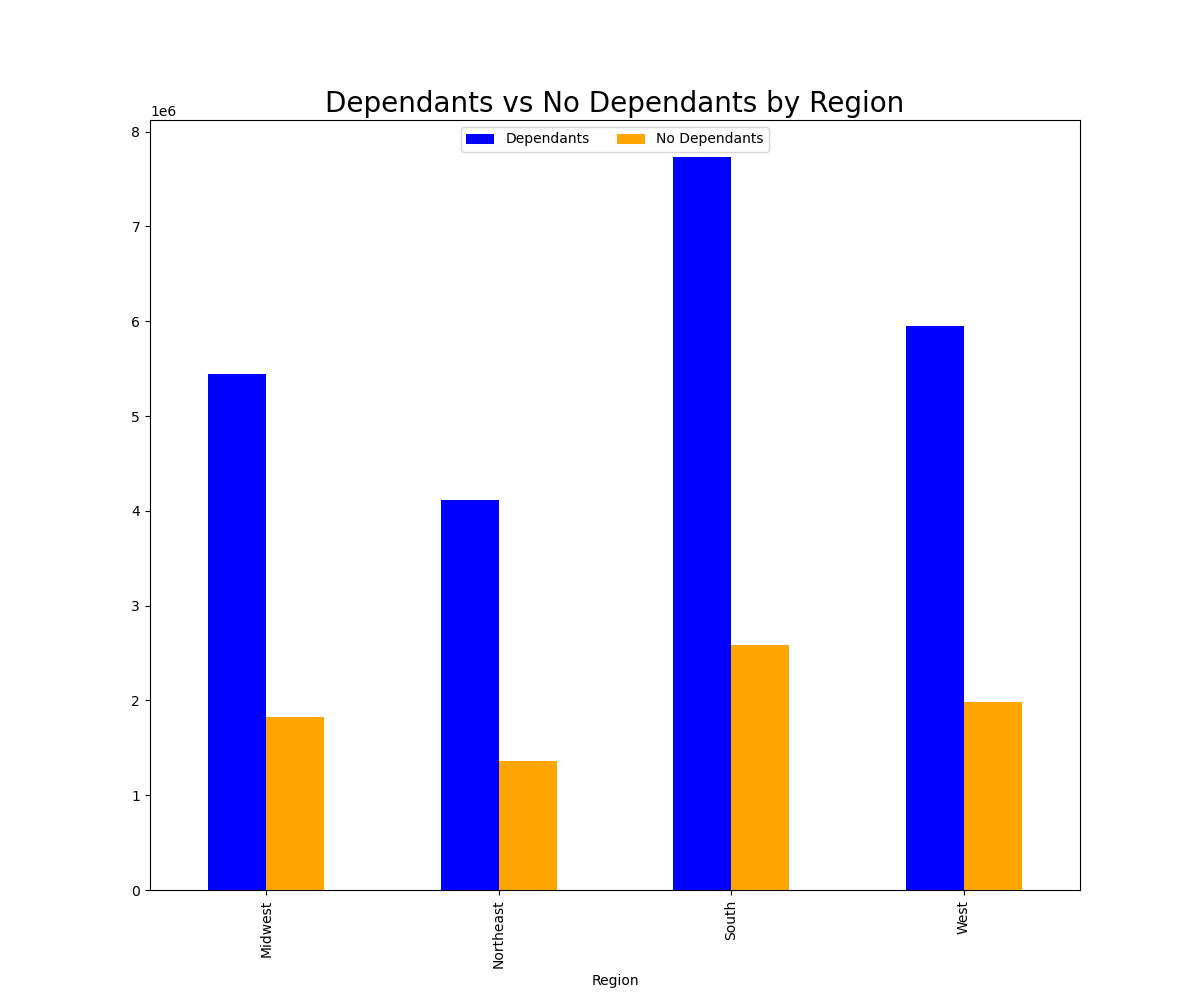 Dependants vs No Dependants by Region
1e6
Dependants No Dependants
8
7
6
5
4
3
2
1
0
Midwest
Northeast
South
West
Region